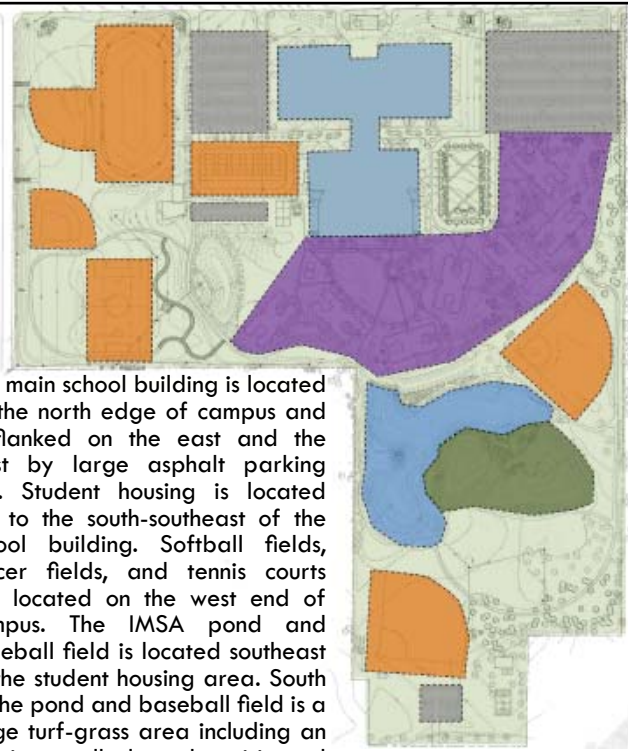 main school building is located
the north edge of campus and
flanked on the east and the
st by large asphalt parking
. Student housing is located
to the south-southeast of the
ool building. Softball fields,
cer fields, and tennis courts
located on the west end of
mpus. The IMSA pond and
eball field is located southeast
the student housing area. South
he pond and baseball field is a
ge turf-grass area including an